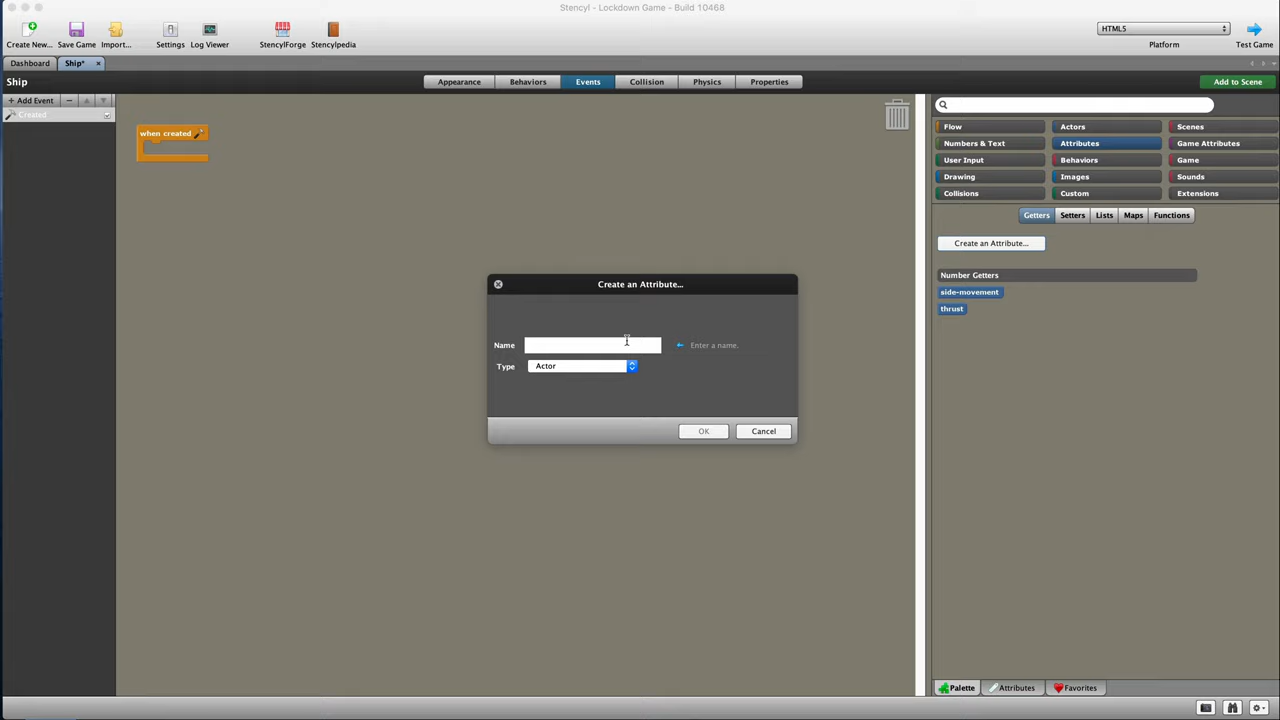 Stencyl - Lockdown Game - Build 10468
Create New... Save Game Import... Settings Log Viewer StencylForge Stencylpedia
HTML5
Platform Test Game
Dashboard Ship* ×
Ship
Appearance Behaviors Events Collision Physics Properties
Add to Scene
+ Add Event
Created
when created
Flow Actors Scenes
Numbers & Text Attributes Game Attributes
User Input Behaviors Game
Drawing Images Sounds
Collisions Custom Extensions
Getters Setters Lists Maps Functions
Create an Attribute...
Number Getters
side-movement
thrust
Create an Attribute...
Name Enter a name.
Type Actor
OK Cancel
Palette Attributes Favorites